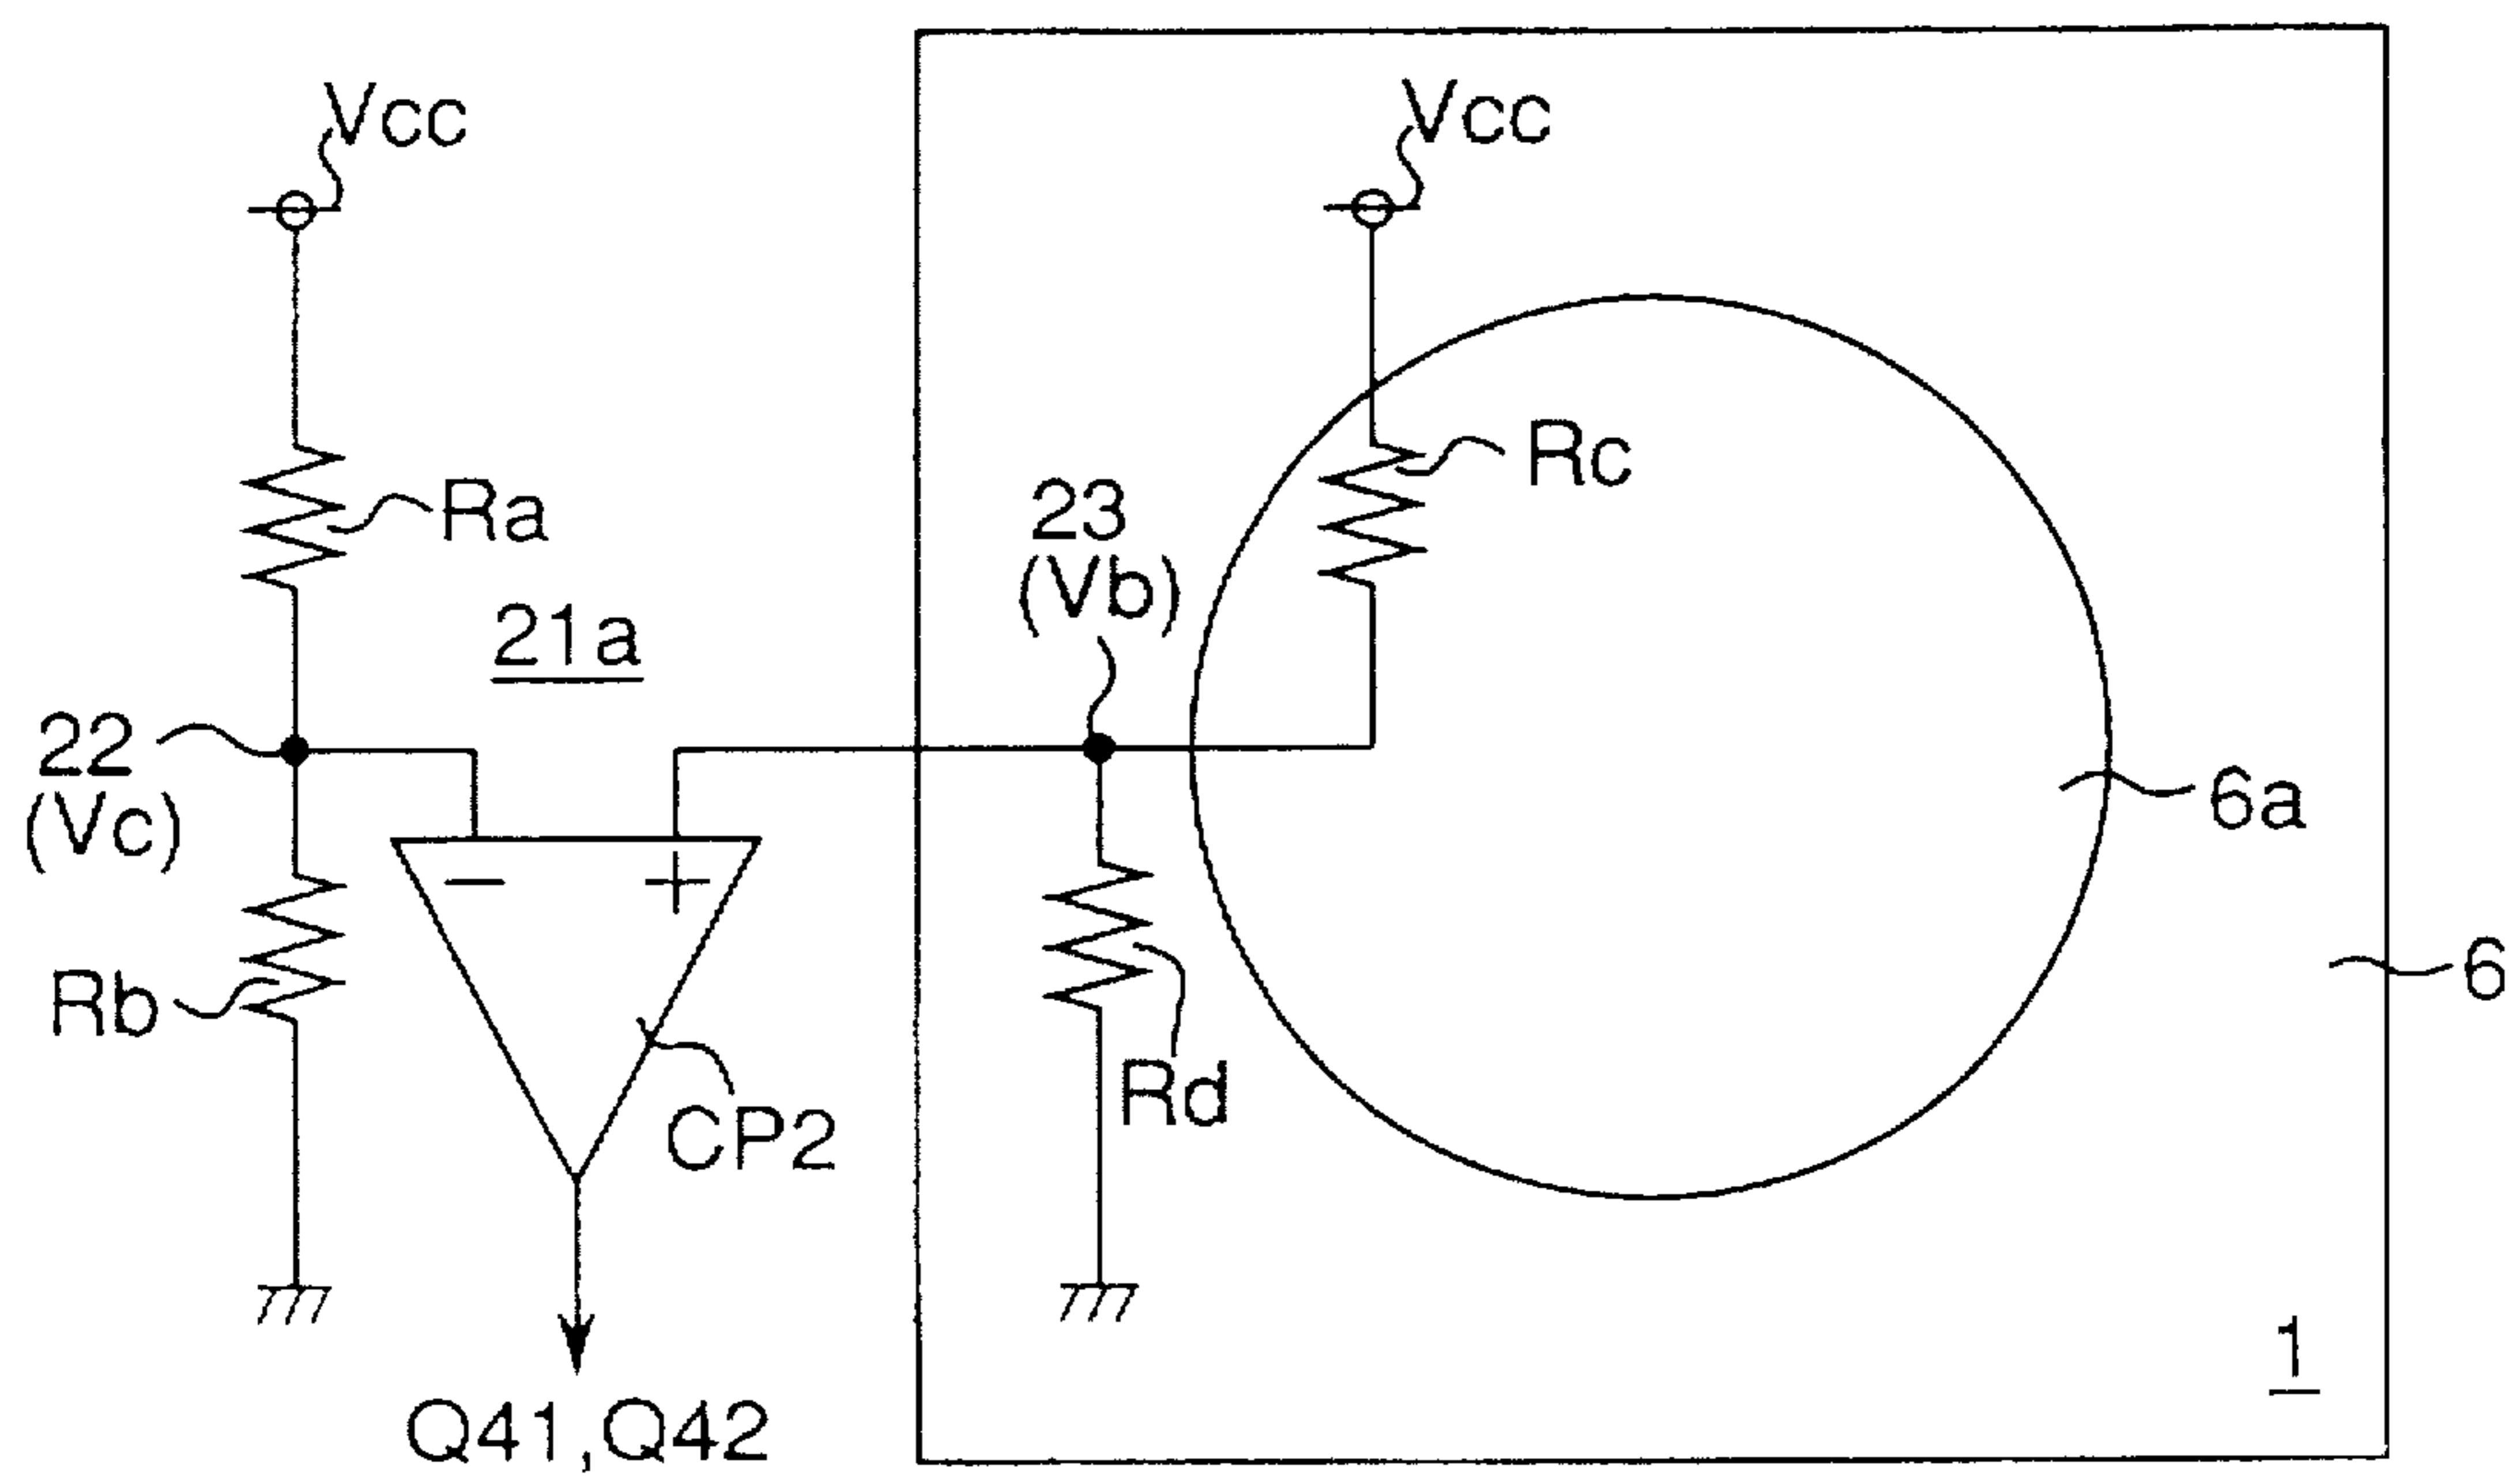 Vcc
Vcc
Rc
Ra
23
(Vb)
21a
22
(Vc)
6a
−
+
Rb
6
Rd
CP2
1
Q41,Q42